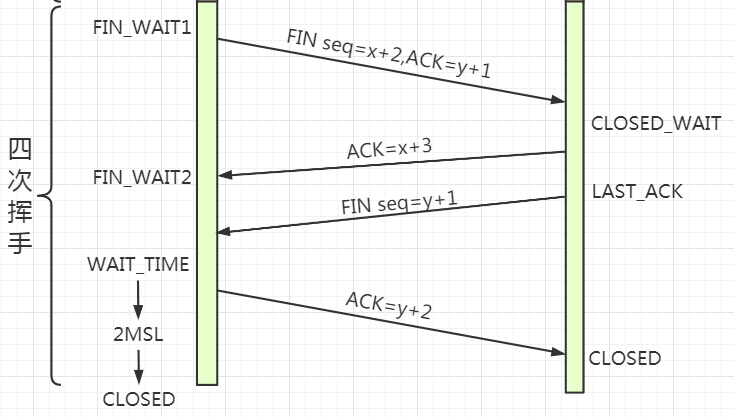 FIN_WAIT1
FIN seq=x+2,ACK=y+1
CLOSED_WAIT
四次挥手
ACK=x+3
FIN_WAIT2
FIN seq=y+1
LAST_ACK
WAIT_TIME
ACK=y+2
2MSL
CLOSED
CLOSED